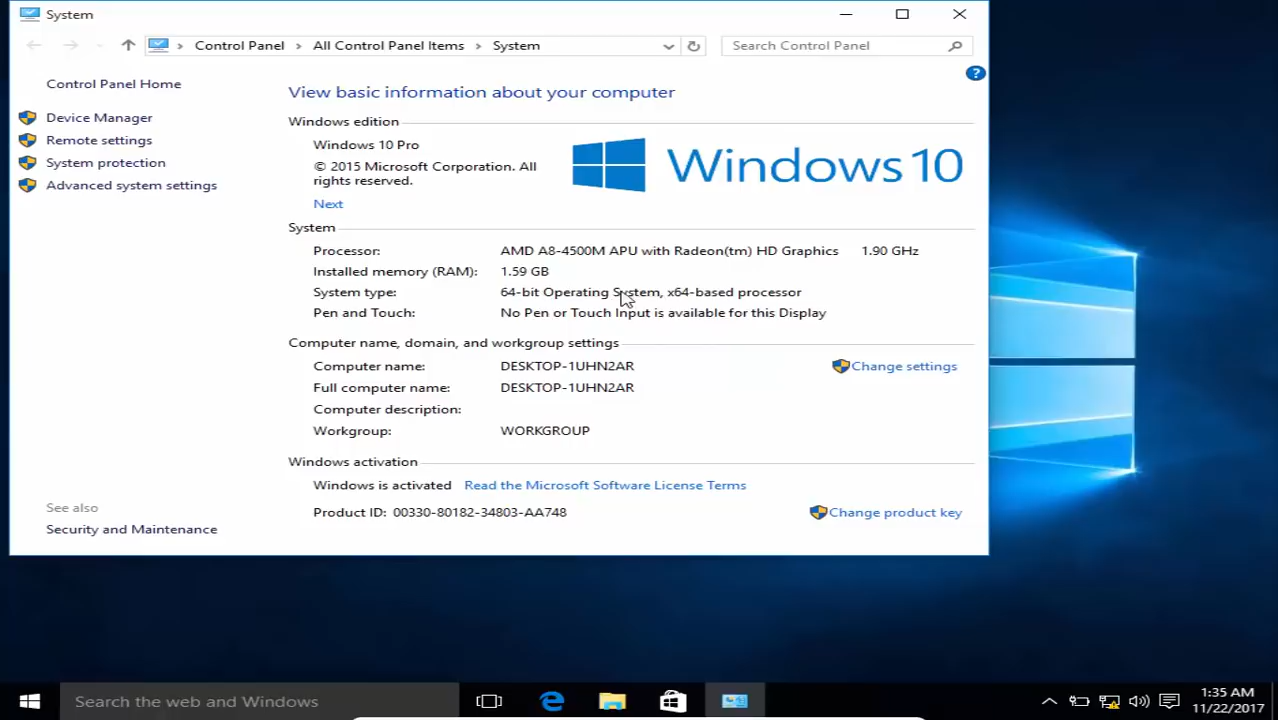 System
Control Panel > All Control Panel Items > System
Search Control Panel
?
Control Panel Home
Device Manager
Remote settings
System protection
Advanced system settings
See also
Security and Maintenance
View basic information about your computer
Windows edition
Windows 10 Pro
© 2015 Microsoft Corporation. All
rights reserved.
Next
Windows 10
System
Processor: AMD A8-4500M APU with Radeon(tm) HD Graphics 1.90 GHz
Installed memory (RAM): 1.59 GB
System type: 64-bit Operating System, x64-based processor
Pen and Touch: No Pen or Touch Input is available for this Display
Computer name, domain, and workgroup settings
Computer name: DESKTOP-1UHN2AR
Change settings
Full computer name: DESKTOP-1UHN2AR
Computer description:
Workgroup: WORKGROUP
Windows activation
Windows is activated Read the Microsoft Software License Terms
Product ID: 00330-80182-34803-AA748
Change product key
Search the web and Windows
1:35 AM
11/22/2017